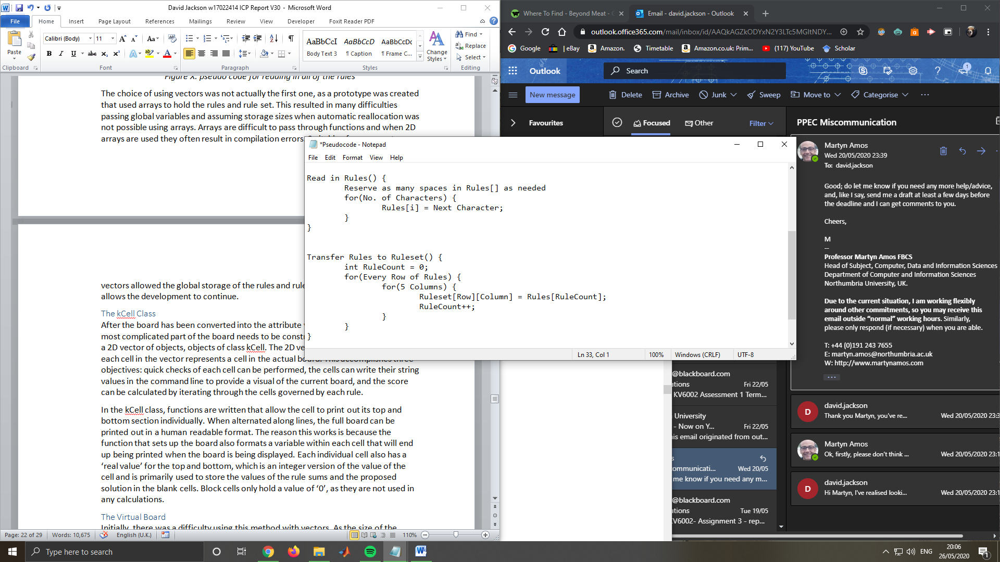 David Jackson w17022414 ICP Report V30 - Microsoft Word
File Home Insert Page Layout References Mailings Review View Developer Foxit Reader PDF
Paste
Calibri (Body) 11
Clipboard Font Paragraph Styles Editing
AaBbCcI AaBbCcD AaBbCcDc
Body Text 3 ¶ Caption ¶ Frame C...
Change Styles
Find
Replace
Select
Figure X: pseudo code for reading in all of the rules
The choice of using vectors was not actually the first one, as a prototype was created
that used arrays to hold the rules and rule set. This resulted in many difficulties
passing global variables and assuming storage sizes when automatic reallocation was
not possible using arrays. Arrays are difficult to pass through functions and when 2D
arrays are used they often result in compilation errors.
vectors allowed the global storage of the rules and rule
allows the development to continue.
The kCell Class
After the board has been converted into the attribute
most complicated part of the board needs to be constr
a 2D vector of objects, objects of class kCell. The 2D ve
each cell in the vector represents a cell in the actual board. This accomplishes three
objectives: quick checks of each cell can be performed, the cells can write their string
values in the command line to provide a visual of the current board, and the score
can be calculated by iterating through the cells governed by each rule.
In the kCell class, functions are written that allow the cell to print out its top and
bottom section individually. When alternated along lines, the full board can be
printed out in a human readable format. The reason this works is because the
function that sets up the board also formats a variable within each cell that will end
up being printed when the board is being displayed. Each individual cell also has a
‘real value’ for the top and bottom, which is an integer version of the value of the
cell and is primarily used to store the values of the rule sums and the proposed
solution in the blank cells. Block cells only hold a value of ‘0’, as they are not used in
any calculations.
The Virtual Board
Initially, there was a difficulty using this method with vectors. As the size of the
Page: 22 of 29 Words: 10,675 English (U.K.) 110%
*Pseudocode - Notepad
File Edit Format View Help
Read in Rules() {
Reserve as many spaces in Rules[] as needed
for(No. of Characters) {
Rules[i] = Next Character;
}
}
Transfer Rules to Ruleset() {
int RuleCount = 0;
for(Every Row of Rules) {
for(5 Columns) {
Ruleset[Row][Column] = Rules[RuleCount];
RuleCount++;
}
}
}
Ln 33, Col 1 100% Windows (CRLF) UTF-8
Where To Find - Beyond Meat - Email - david.jackson - Outlook
outlook.office365.com/mail/inbox/id/AAQkAGZkODYxN2Y3LTc5MGItNDY...
Google | eBay Amazon. Timetable Amazon.co.uk: Prim... (117) YouTube Scholar
Outlook Search 1
New message Delete Archive Junk Sweep Move to Categorise ...
Favourites Focused Other Filter
PPEC Miscommunication
Martyn Amos
Wed 20/05/2020 23:39
To: david.jackson
Good; do let me know if you need any more help/advice,
and, like I say, send me a draft at least a few days before
the deadline and I can get comments to you.
Cheers,
M
--
Professor Martyn Amos FBCS
Head of Subject, Computer, Data and Information Sciences
Department of Computer and Information Sciences
Northumbria University, UK.
Due to the current situation, I am working flexibly
around other commitments, so you may receive this
email outside “normal” working hours. Similarly,
please only respond (if necessary) when you are able.
T: +44 (0)191 243 7655
E: martyn.amos@northumbria.ac.uk
W: http://www.martynamos.com
...
@blackboard.com
ations Fri 22/05
KV6002 Assessment 1 Term...
University
- Now on Y... Fri 22/05
is email originated from out...
s
ommunicati... Wed 20/05
me know if you need any m...
@blackboard.com
ations Tue 19/05
KV6002- Assignment 3 - rep...
D
david.jackson
Thank you Martyn, you've re... Wed 20/05/2020 23:3
Martyn Amos
Ok, firstly, please don’t think ... Wed 20/05/2020 23:1
D
david.jackson
Hi Martyn, I've realised looki... Wed 20/05/2020 23:1
Type here to search
ENG
20:06
26/05/2020
1